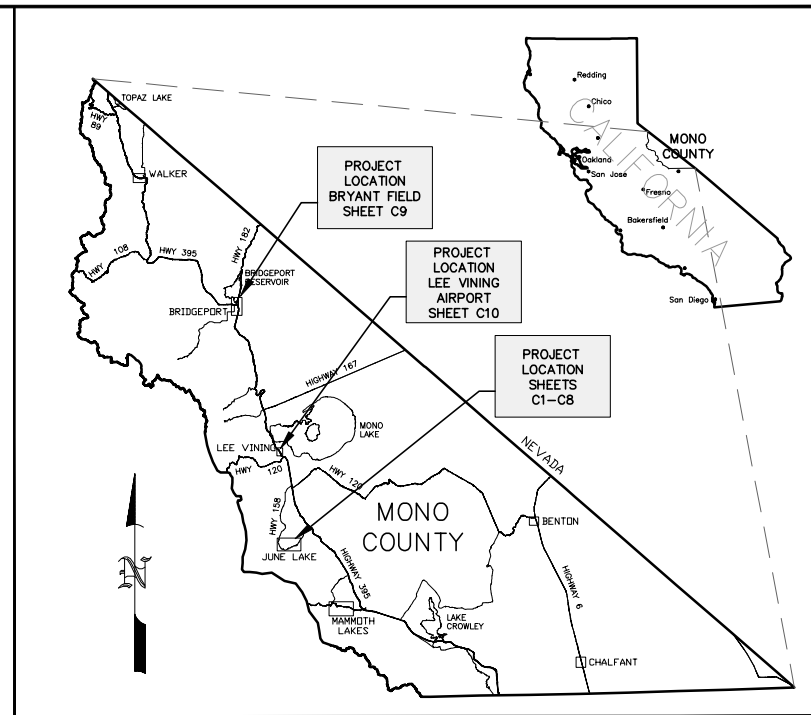 TOPAZ LAKE
HWY
89
WALKER
PROJECT
LOCATION
BRYANT FIELD
SHEET C9
HWY 108
HWY 395
HWY 182
BRIDGEPORT
RESERVOIR
BRIDGEPORT
PROJECT
LOCATION
LEE VINING
AIRPORT
SHEET C10
HIGHWAY 167
PROJECT
LOCATION
SHEETS
C1-C8
MONO
LAKE
LEE VINING
HWY 120
HWY 120
NEVADA
HWY 158
MONO
COUNTY
BENTON
JUNE LAKE
HIGHWAY 395
HIGHWAY 6
MAMMOTH
LAKES
LAKE
CROWLEY
CHALFANT
N
Redding
Chico
CALIFORNIA
MONO
COUNTY
Oakland
San José
Fresno
Bakersfield
San Diego